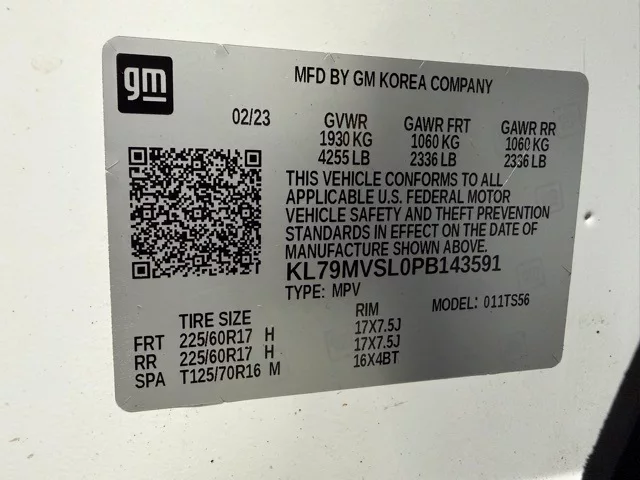 gm
MFD BY GM KOREA COMPANY
02/23
GVWR GAWR FRT GAWR RR
1930 KG 1060 KG 1060 KG
4255 LB 2336 LB 2336 LB
THIS VEHICLE CONFORMS TO ALL
APPLICABLE U.S. FEDERAL MOTOR
VEHICLE SAFETY AND THEFT PREVENTION
STANDARDS IN EFFECT ON THE DATE OF
MANUFACTURE SHOWN ABOVE.
KL79MVSL0PB143591
TYPE: MPV MODEL: 011TS56
TIRE SIZE RIM
FRT 225/60R17 H 17X7.5J
RR 225/60R17 H 17X7.5J
SPA T125/70R16 M 16X4BT